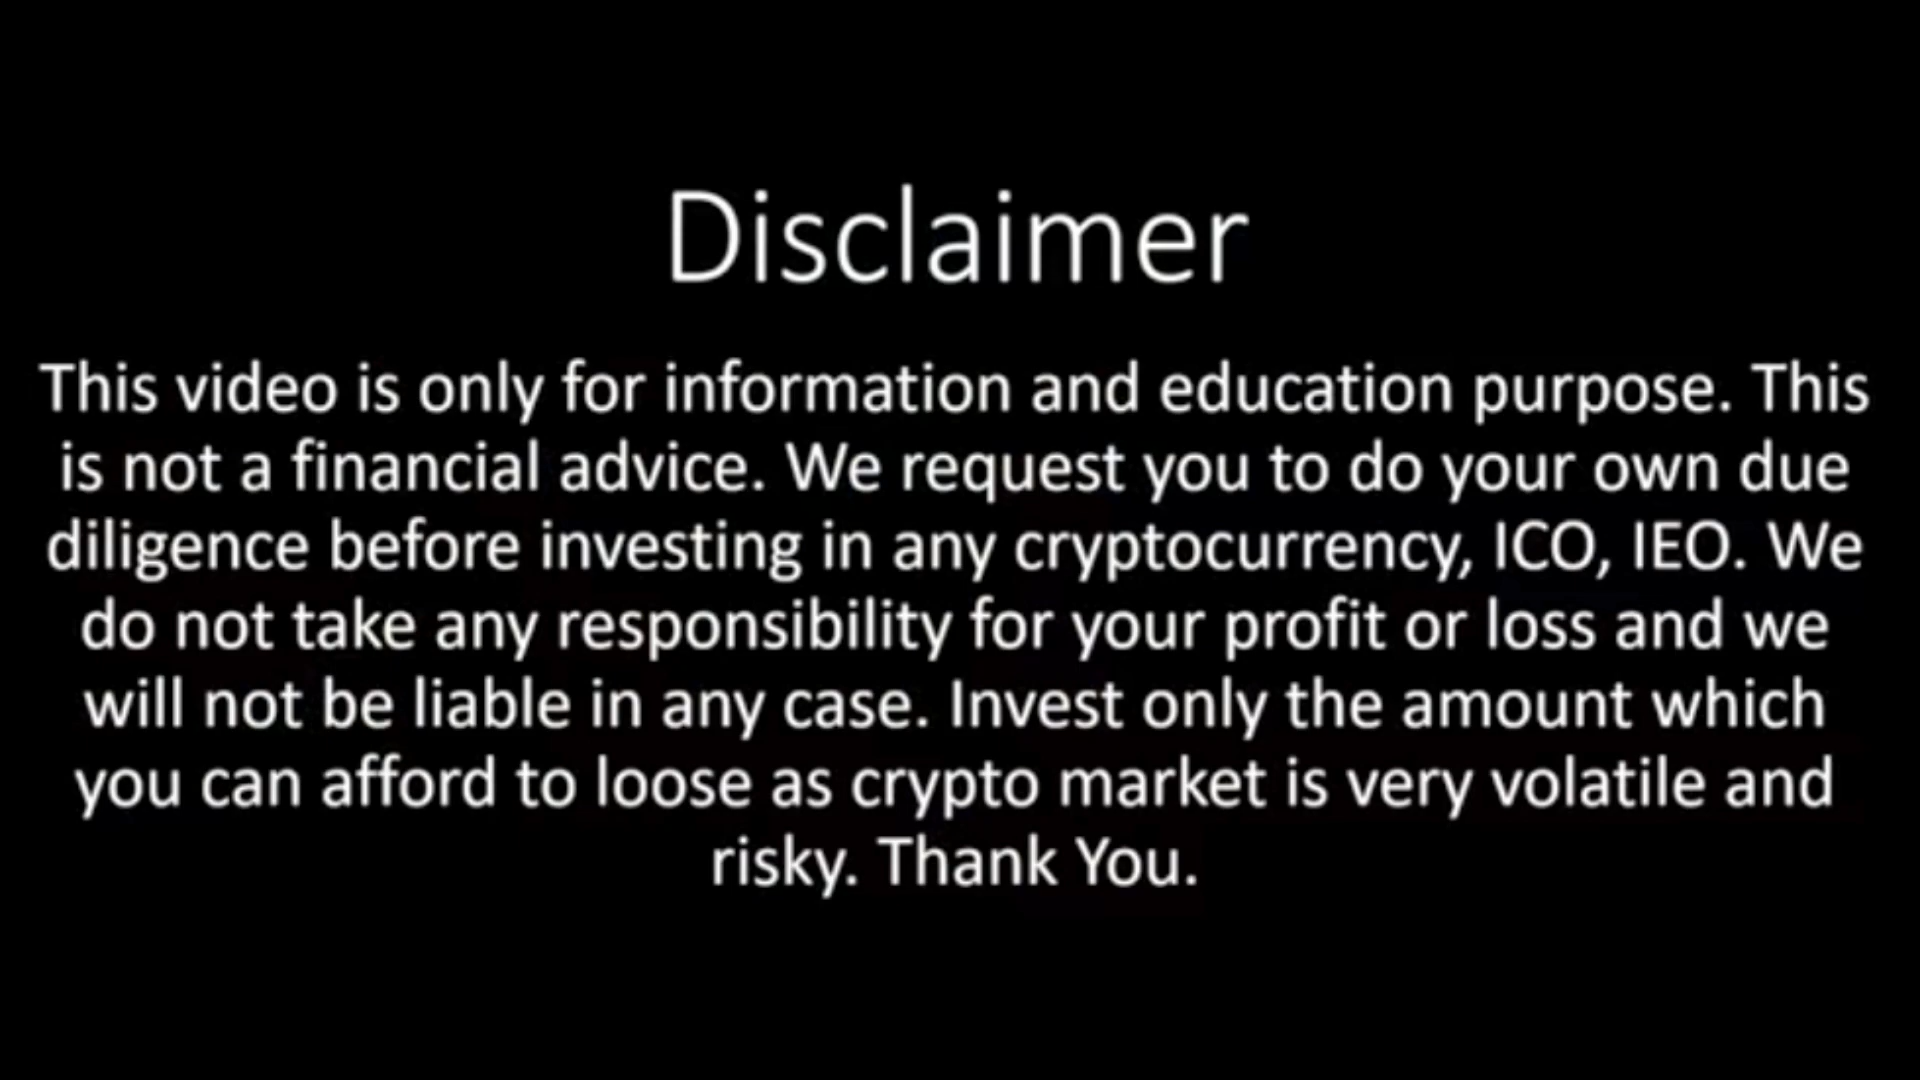 Disclaimer
This video is only for information and education purpose. This
is not a financial advice. We request you to do your own due
diligence before investing in any cryptocurrency, ICO, IEO. We
do not take any responsibility for your profit or loss and we
will not be liable in any case. Invest only the amount which
you can afford to loose as crypto market is very volatile and
risky. Thank You.